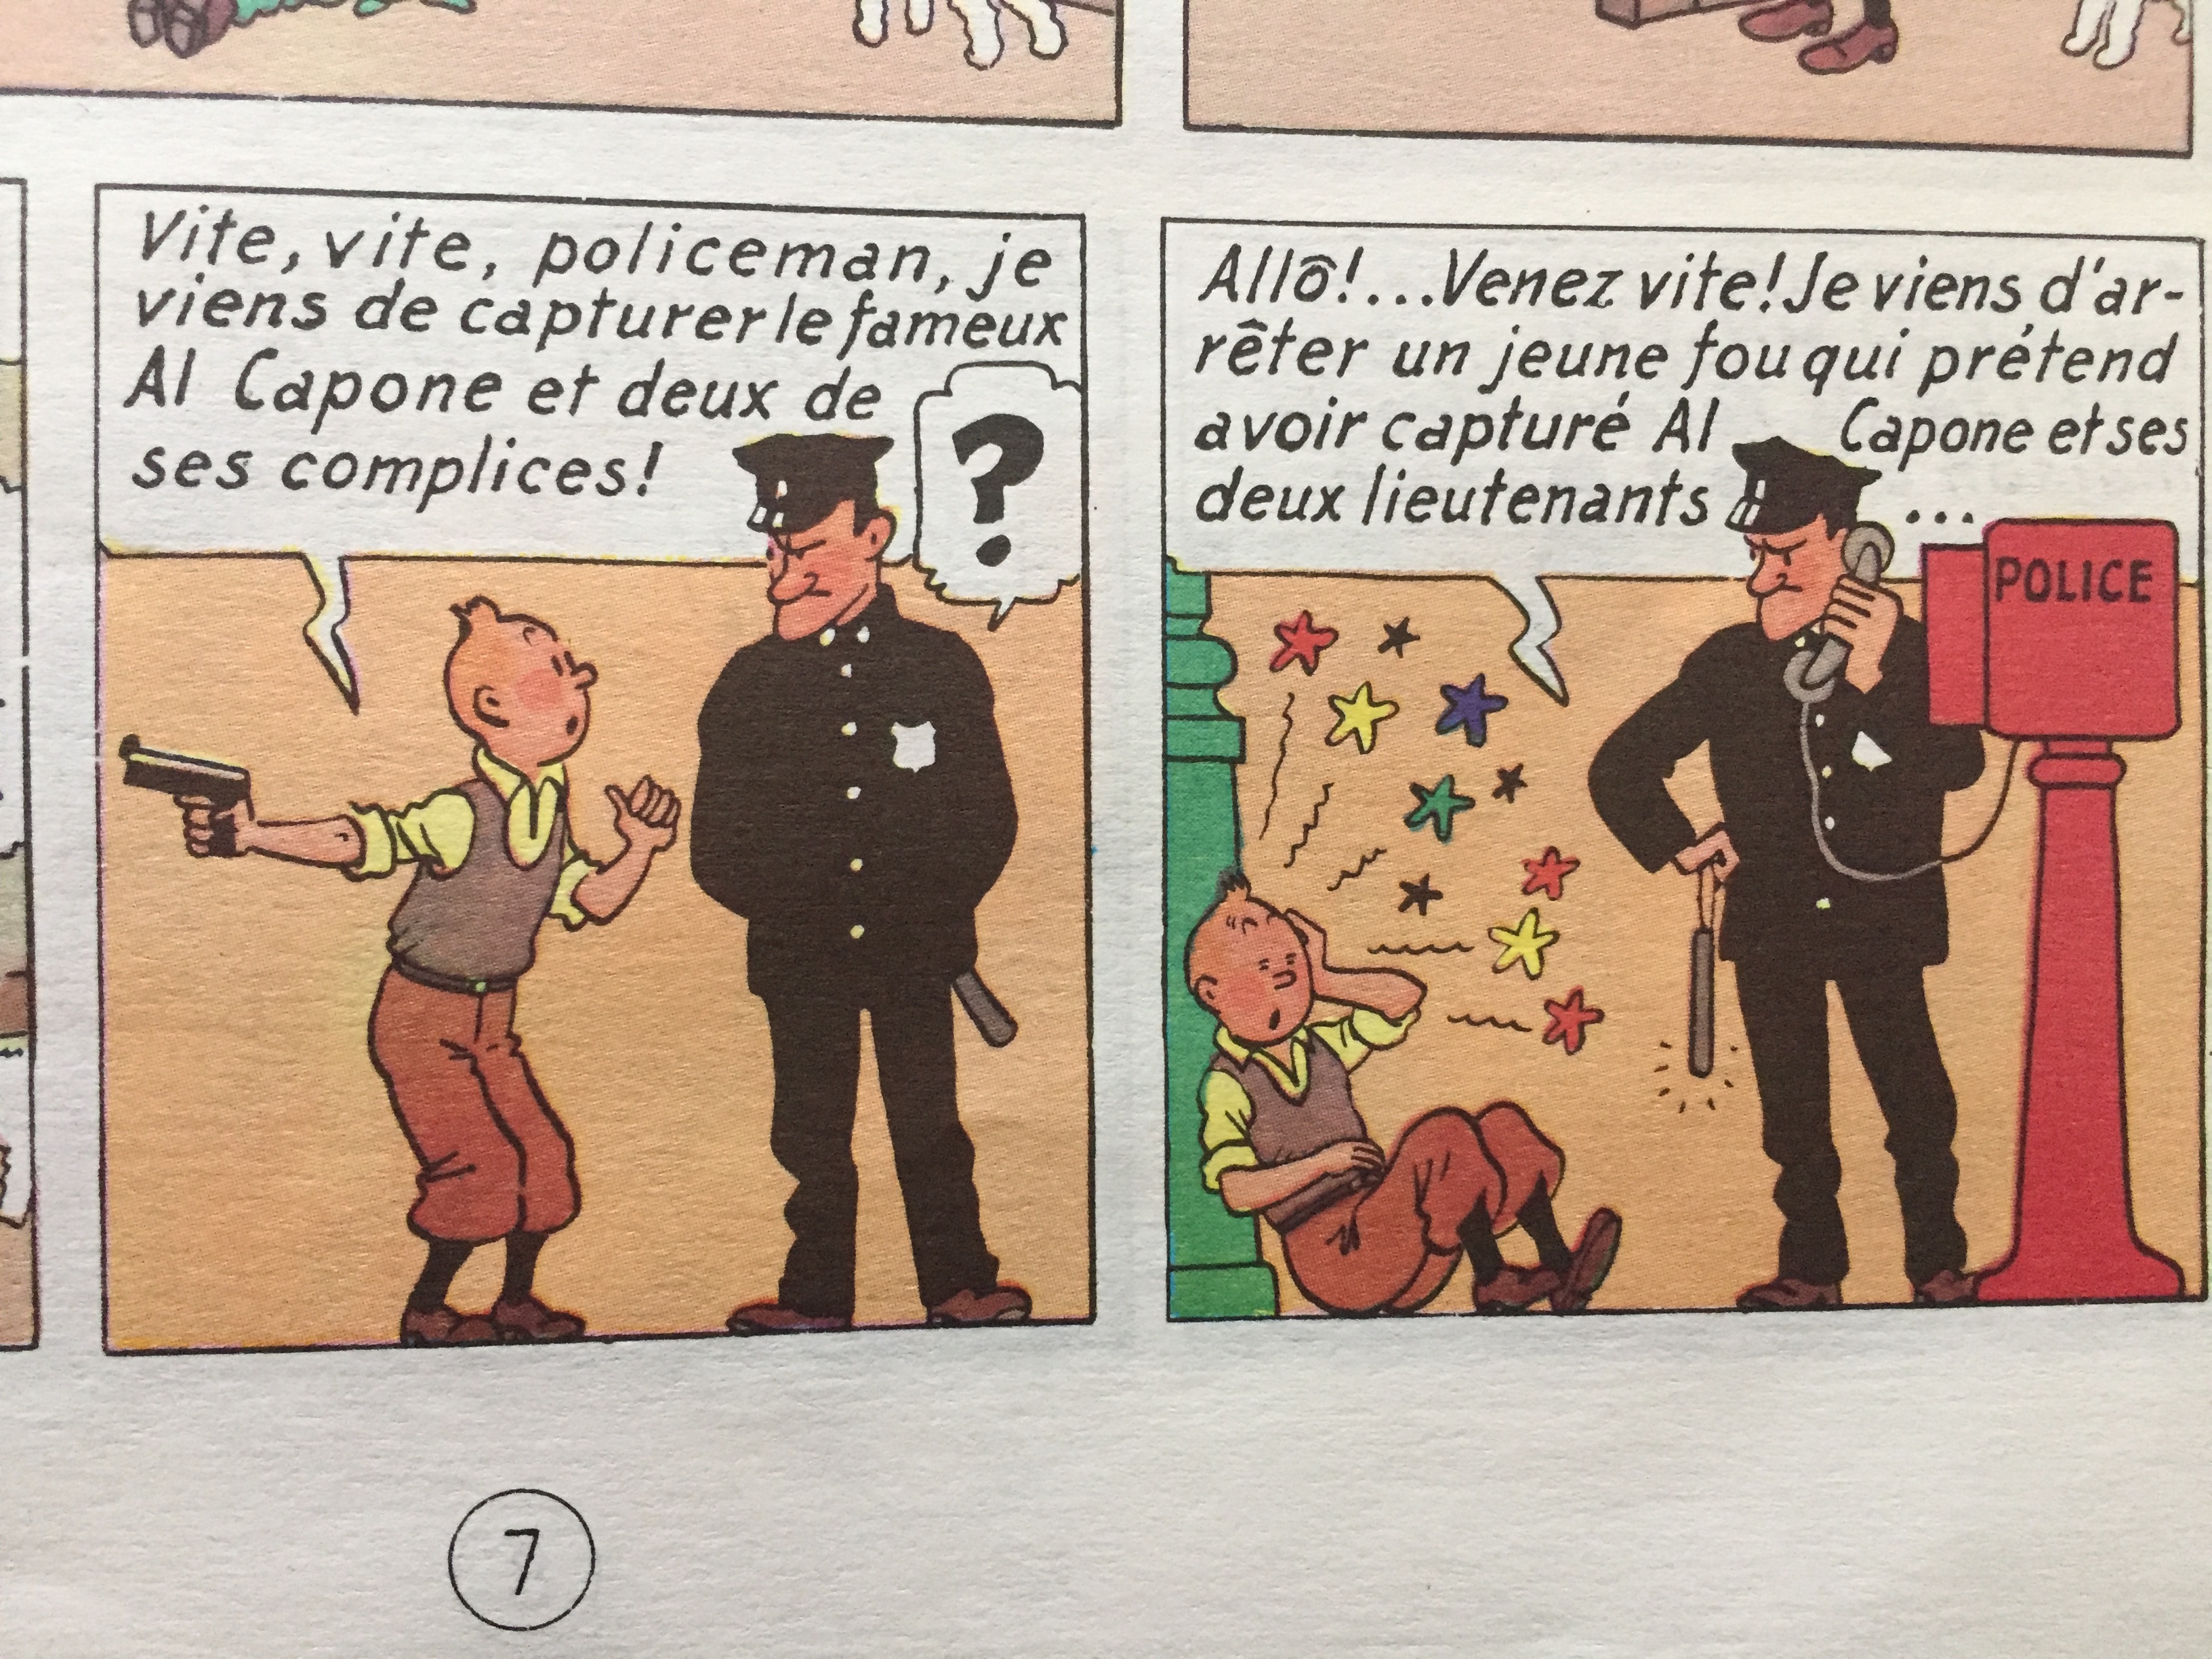 Vite, vite, policeman, je
viens de capturer le fameux
Al Capone et deux de
ses complices!
?
Allô!...Venez vite! Je viens d'ar-
rêter un jeune fou qui prétend
avoir capturé Al Capone et ses
deux lieutenants ...
POLICE
7